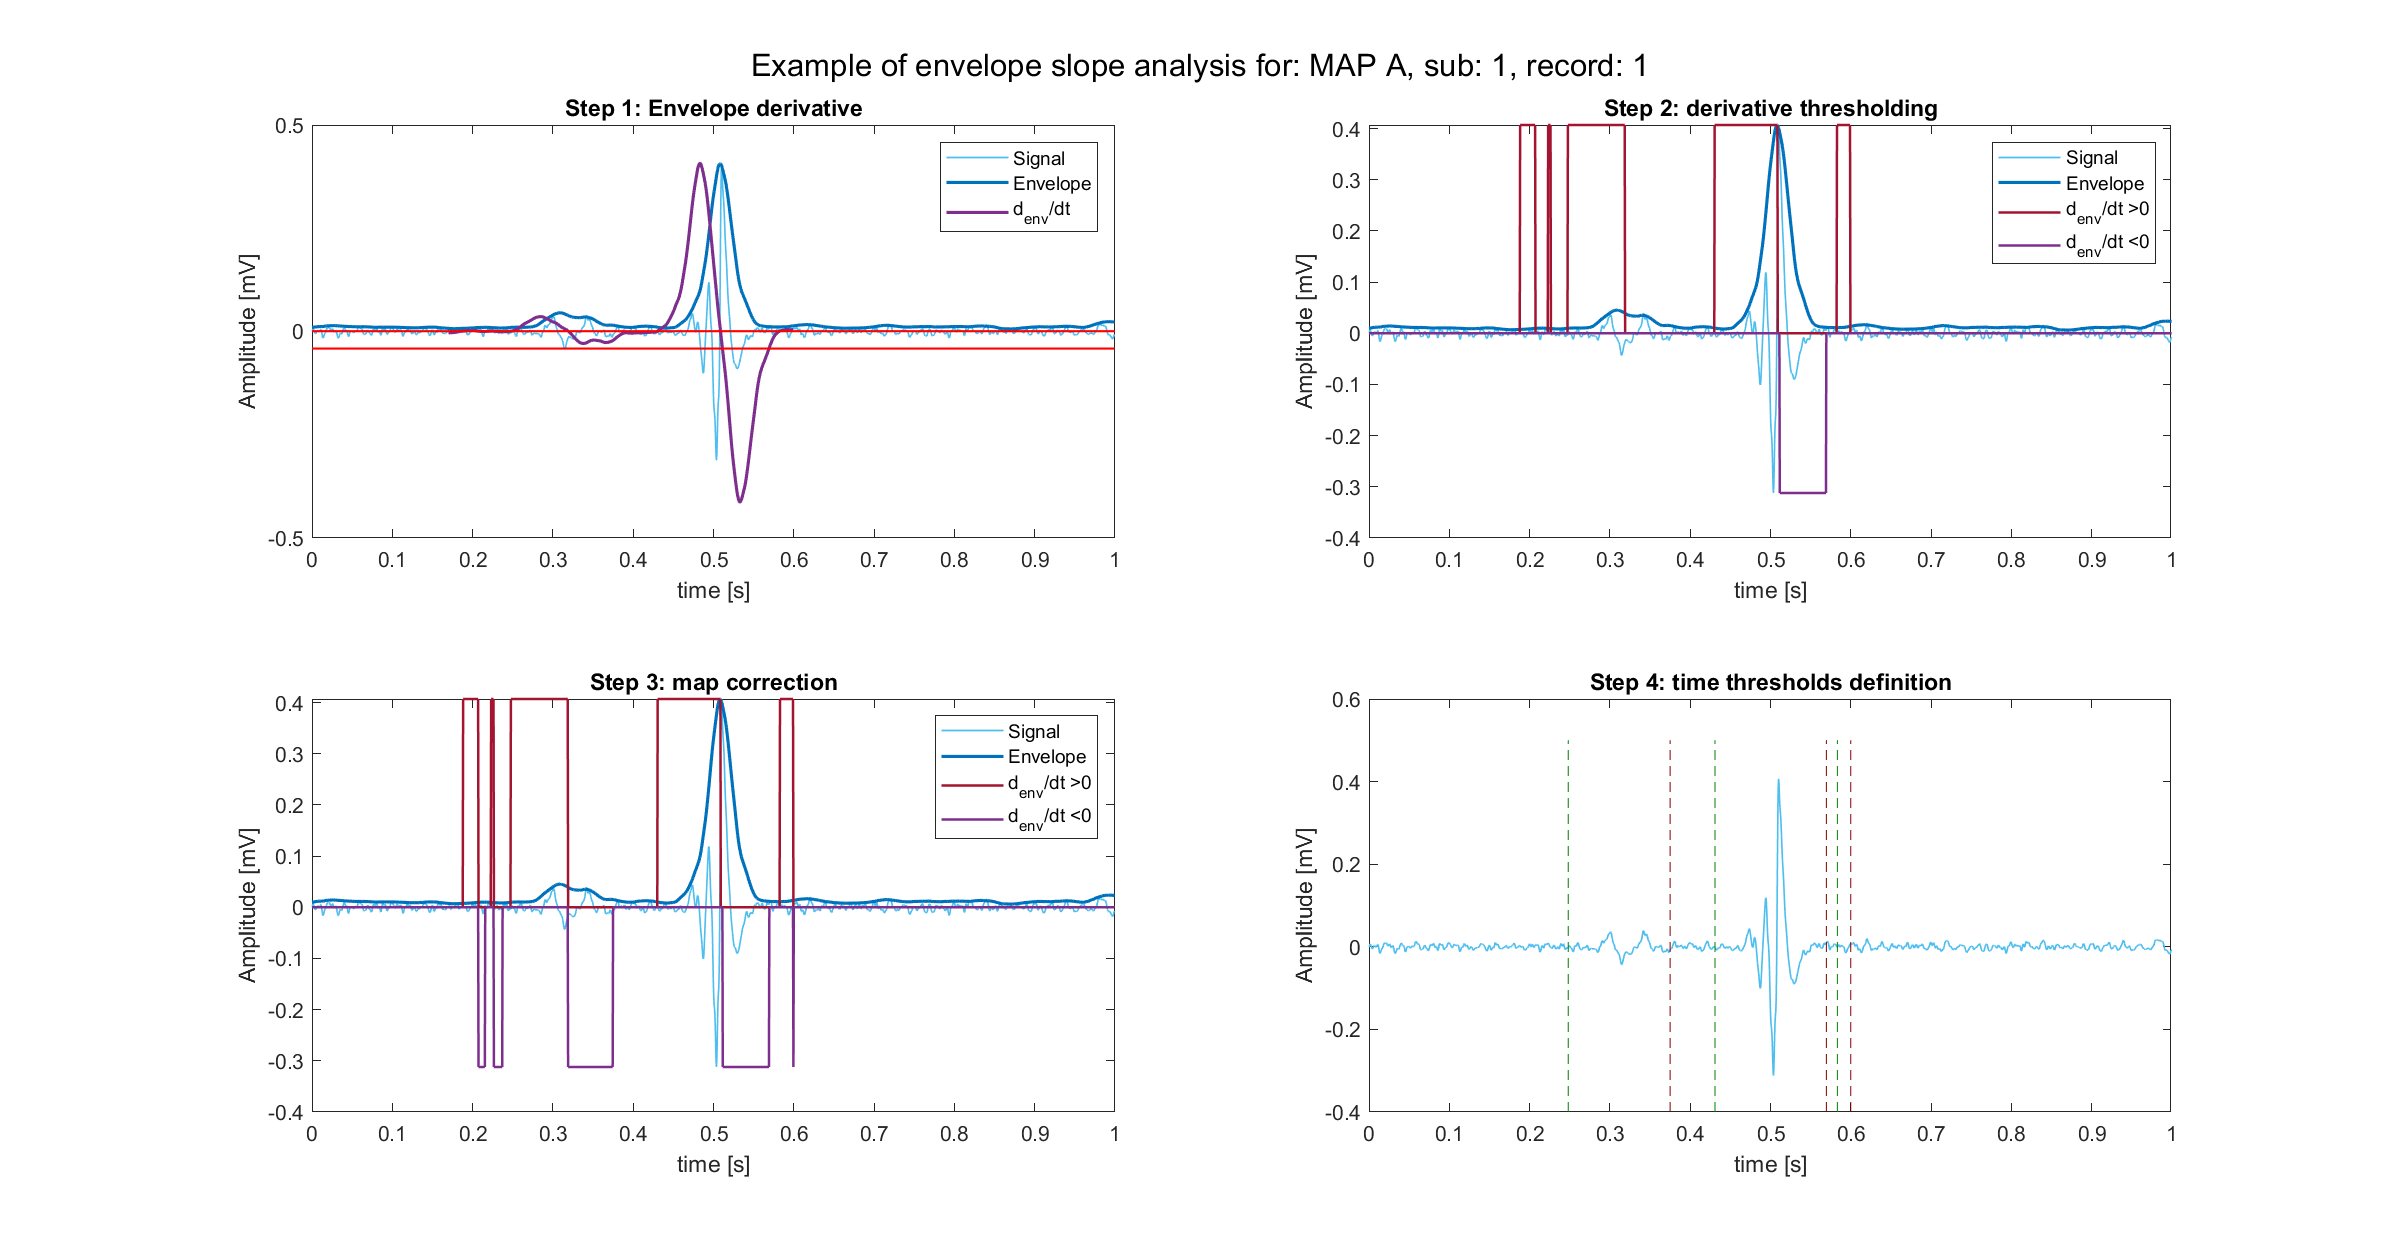 Example of envelope slope analysis for: MAP A, sub: 1, record: 1
Step 1: Envelope derivative
0.5
0
-0.5
Amplitude [mV]
0 0.1 0.2 0.3 0.4 0.5 0.6 0.7 0.8 0.9 1
time [s]
Signal
Envelope
d_env/dt
Step 2: derivative thresholding
0.4
0.3
0.2
0.1
0
-0.1
-0.2
-0.3
-0.4
Amplitude [mV]
0 0.1 0.2 0.3 0.4 0.5 0.6 0.7 0.8 0.9 1
time [s]
Signal
Envelope
d_env/dt >0
d_env/dt <0
Step 3: map correction
0.4
0.3
0.2
0.1
0
-0.1
-0.2
-0.3
-0.4
Amplitude [mV]
0 0.1 0.2 0.3 0.4 0.5 0.6 0.7 0.8 0.9 1
time [s]
Signal
Envelope
d_env/dt >0
d_env/dt <0
Step 4: time thresholds definition
0.6
0.4
0.2
0
-0.2
-0.4
Amplitude [mV]
0 0.1 0.2 0.3 0.4 0.5 0.6 0.7 0.8 0.9 1
time [s]